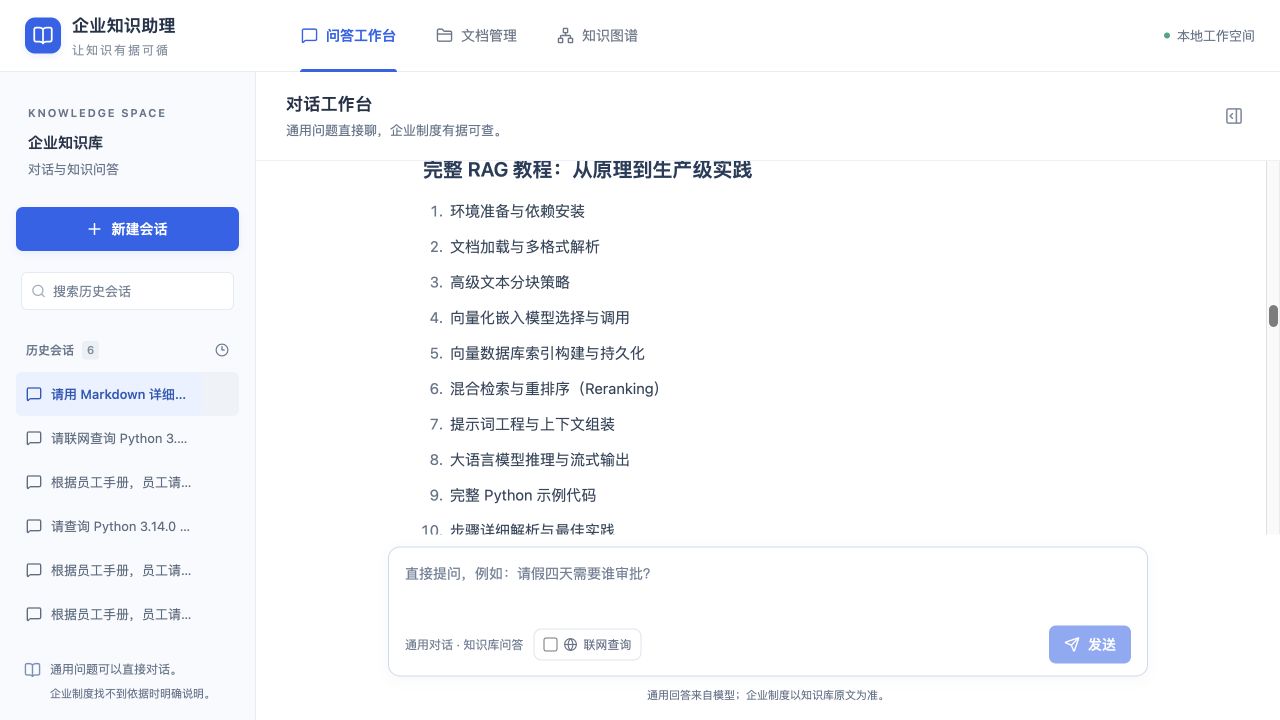 企业知识助理
让知识有据可循
问答工作台
文档管理
知识图谱
本地工作空间
KNOWLEDGE SPACE
企业知识库
对话与知识问答
新建会话
搜索历史会话
历史会话 6
请用 Markdown 详细...
请联网查询 Python 3....
根据员工手册，员工请...
请查询 Python 3.14.0 ...
根据员工手册，员工请...
根据员工手册，员工请...
通用问题可以直接对话。
企业制度找不到依据时明确说明。
对话工作台
通用问题直接聊，企业制度有据可查。
完整 RAG 教程：从原理到生产级实践
1. 环境准备与依赖安装
2. 文档加载与多格式解析
3. 高级文本分块策略
4. 向量化嵌入模型选择与调用
5. 向量数据库索引构建与持久化
6. 混合检索与重排序（Reranking）
7. 提示词工程与上下文组装
8. 大语言模型推理与流式输出
9. 完整 Python 示例代码
10. 步骤详细解析与最佳实践
直接提问，例如：请假四天需要谁审批？
通用对话 · 知识库问答
联网查询
发送
通用回答来自模型；企业制度以知识库原文为准。